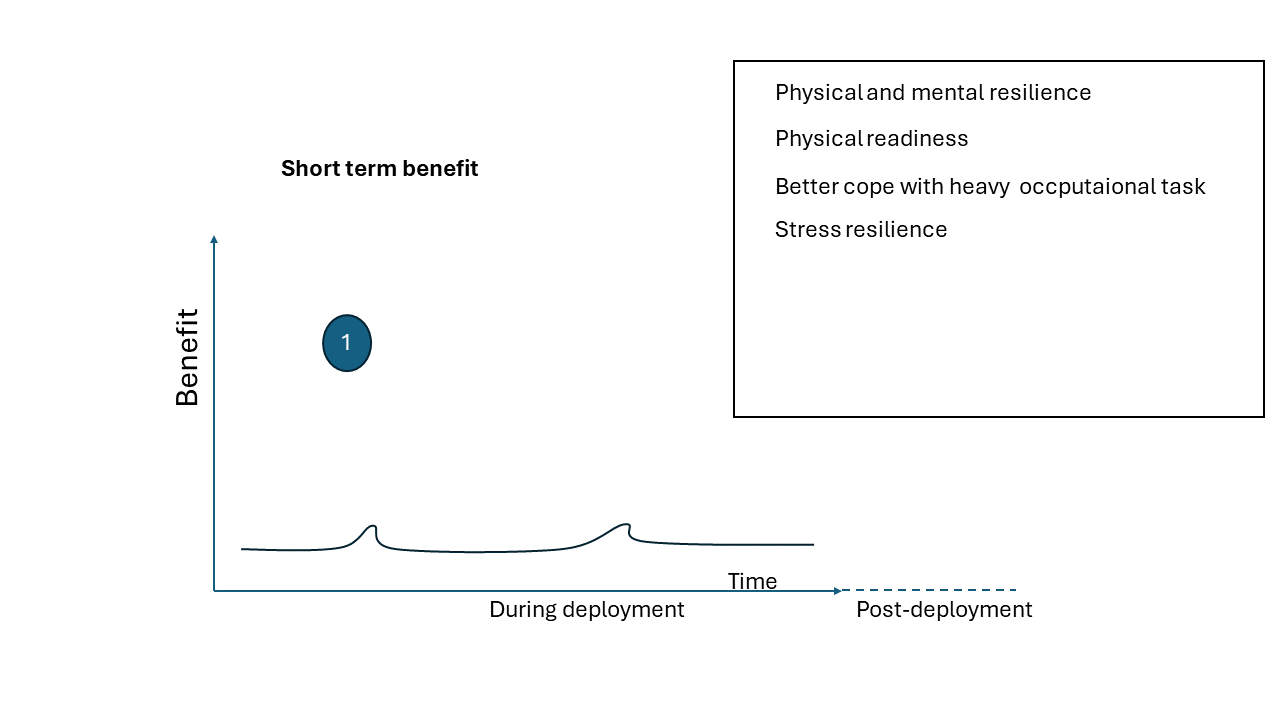 Physical and mental resilience
Physical readiness
Better cope with heavy  occputaional task
Stress resilience
Short term benefit
Benefit
1
Time
During deployment
Post-deployment